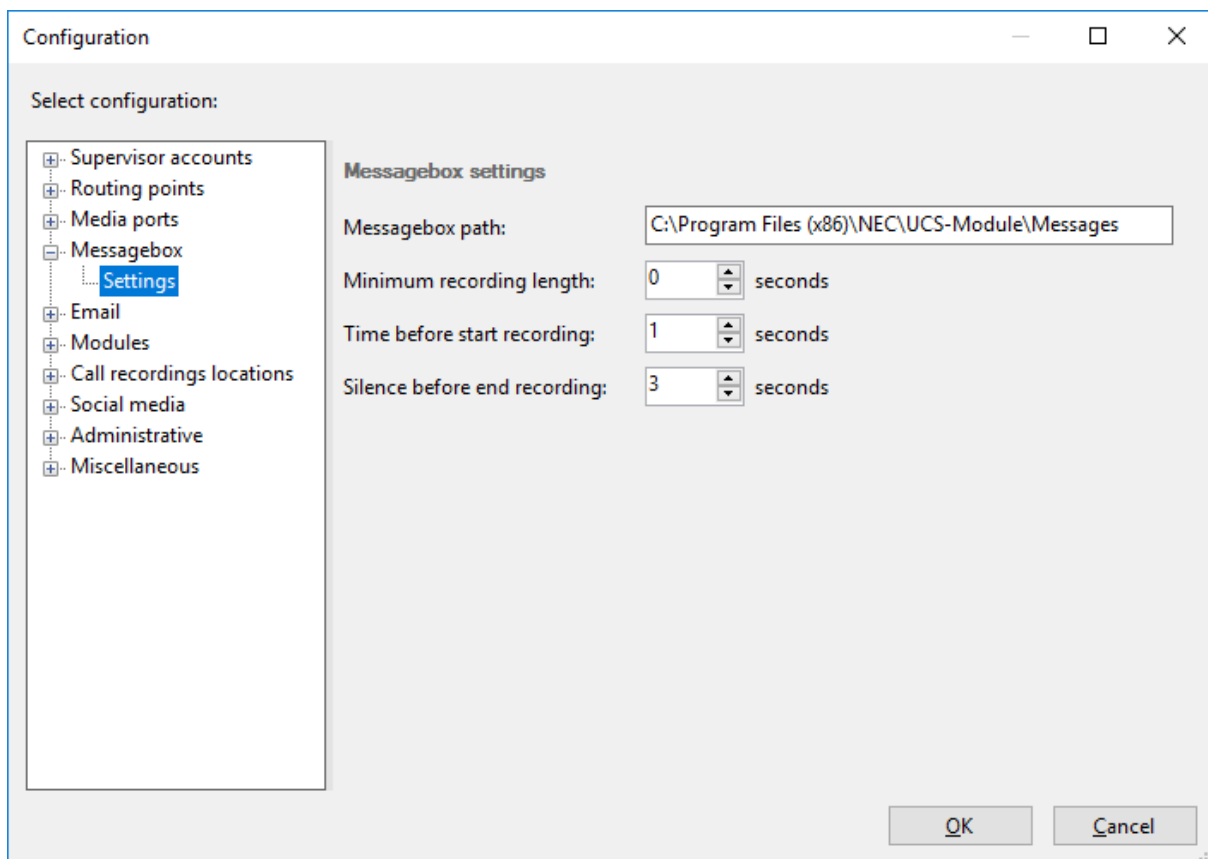 Configuration
Select configuration:
Supervisor accounts
Routing points
Media ports
Messagebox
Settings
Email
Modules
Call recordings locations
Social media
Administrative
Miscellaneous
Messagebox settings
Messagebox path: C:\Program Files (x86)\NEC\UCS-Module\Messages
Minimum recording length: 0 seconds
Time before start recording: 1 seconds
Silence before end recording: 3 seconds
OK Cancel